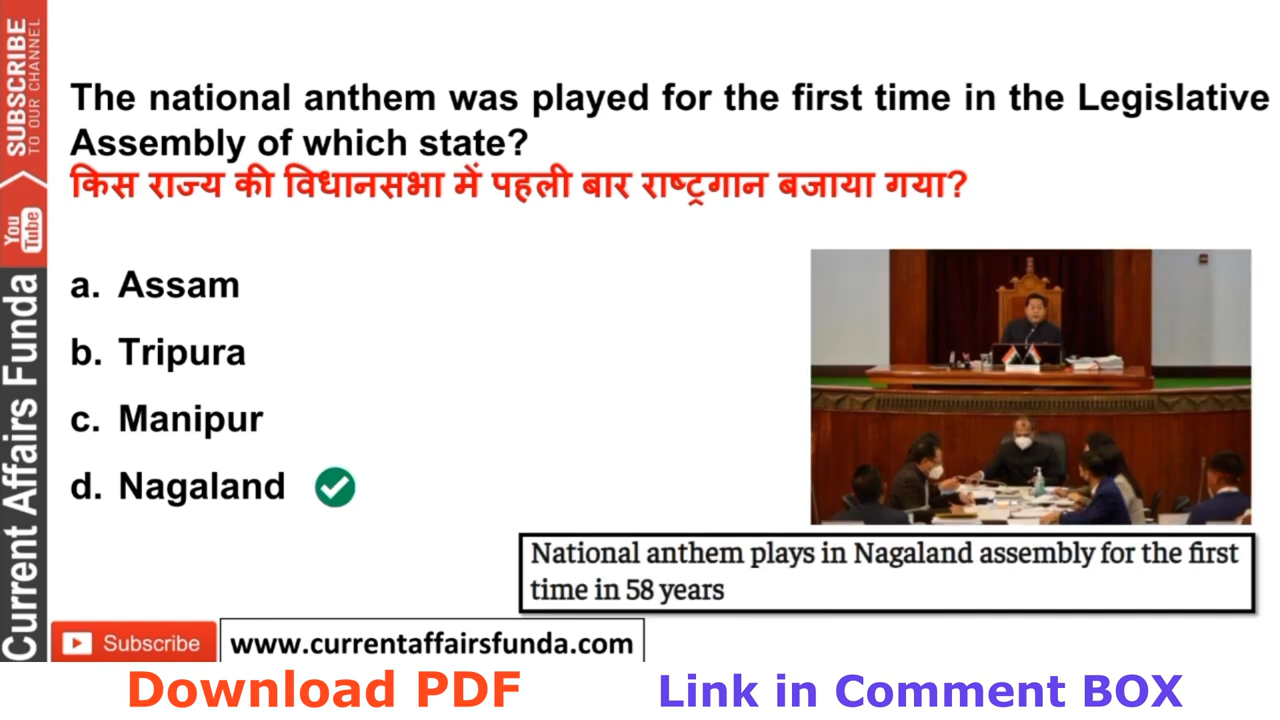 SUBSCRIBE
TO OUR CHANNEL
You
Tube
Current Affairs Funda
The national anthem was played for the first time in the Legislative
Assembly of which state?
किस राज्य की विधानसभा में पहली बार राष्ट्रगान बजाया गया?
a. Assam
b. Tripura
c. Manipur
d. Nagaland
National anthem plays in Nagaland assembly for the first
time in 58 years
Subscribe
www.currentaffairsfunda.com
Download PDF
Link in Comment BOX